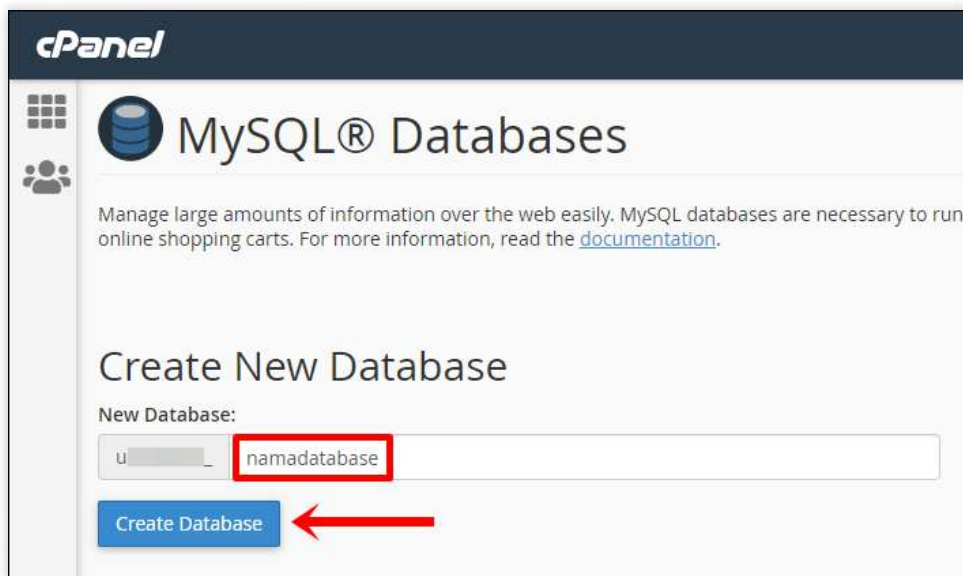 cPanel
MySQL® Databases
Manage large amounts of information over the web easily. MySQL databases are necessary to run
online shopping carts. For more information, read the documentation.
Create New Database
New Database:
u _ namadatabase
Create Database